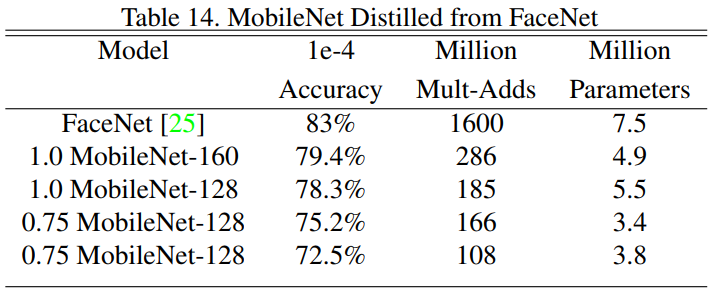 Table 14. MobileNet Distilled from FaceNet
Model 1e-4 Million Million
Accuracy Mult-Adds Parameters
FaceNet [25] 83% 1600 7.5
1.0 MobileNet-160 79.4% 286 4.9
1.0 MobileNet-128 78.3% 185 5.5
0.75 MobileNet-128 75.2% 166 3.4
0.75 MobileNet-128 72.5% 108 3.8